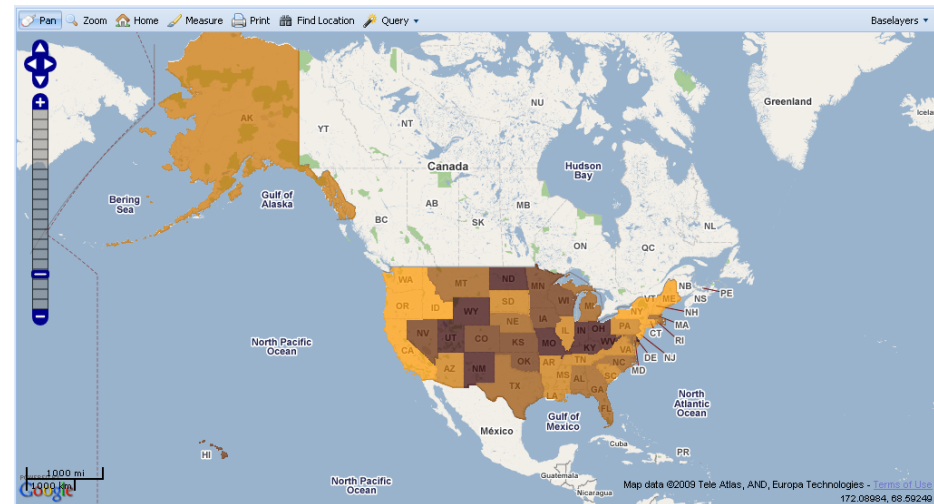 Pan Zoom Home Measure Print Find Location Query Baselayers
Greenland
NU
YT
NT
AK
Canada
Hudson
Bay
Bering
Sea
Gulf of
Alaska
AB
MB
BC
SK
NL
ON
QC
NB
PE
NS
WA
MT
ND
MN
VT
ME
OR
ID
SD
WI
MI
NY
NH
WY
IA
MA
NV
NE
IL
IN
OH
PA
RI
UT
CO
CT
North Pacific
Ocean
KS
MO
WV
KY
VA
DE
NJ
CA
MD
AZ
NM
OK
AR
TN
NC
SC
TX
MS
AL
GA
LA
FL
North
Atlantic
Ocean
Gulf of
Mexico
México
HI
Cuba
PR
1000 mi
1000 km
Google
North Pacific
Ocean
Guatemala
Nicaragua
Map data ©2009 Tele Atlas, AND, Europa Technologies - Terms of Use
172.08984, 68.59249